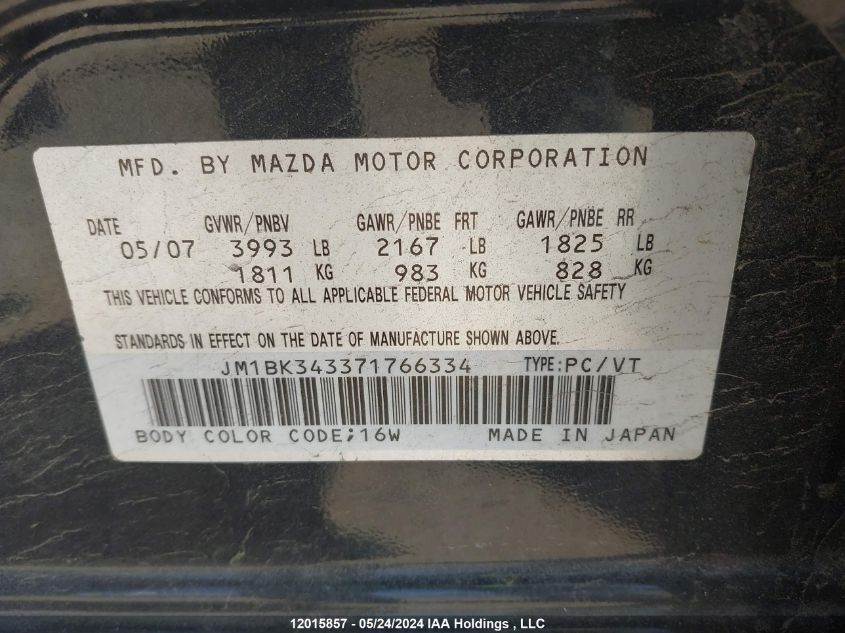 MFD. BY MAZDA MOTOR CORPORATION
DATE GVWR/PNBV GAWR/PNBE FRT GAWR/PNBE RR
05/07 3993 LB 2167 LB 1825 LB
1811 KG 983 KG 828 KG
THIS VEHICLE CONFORMS TO ALL APPLICABLE FEDERAL MOTOR VEHICLE SAFETY
STANDARDS IN EFFECT ON THE DATE OF MANUFACTURE SHOWN ABOVE.
JM1BK343371766334 TYPE:PC/VT
BODY COLOR CODE;16W MADE IN JAPAN
12015857 - 05/24/2024 IAA Holdings , LLC